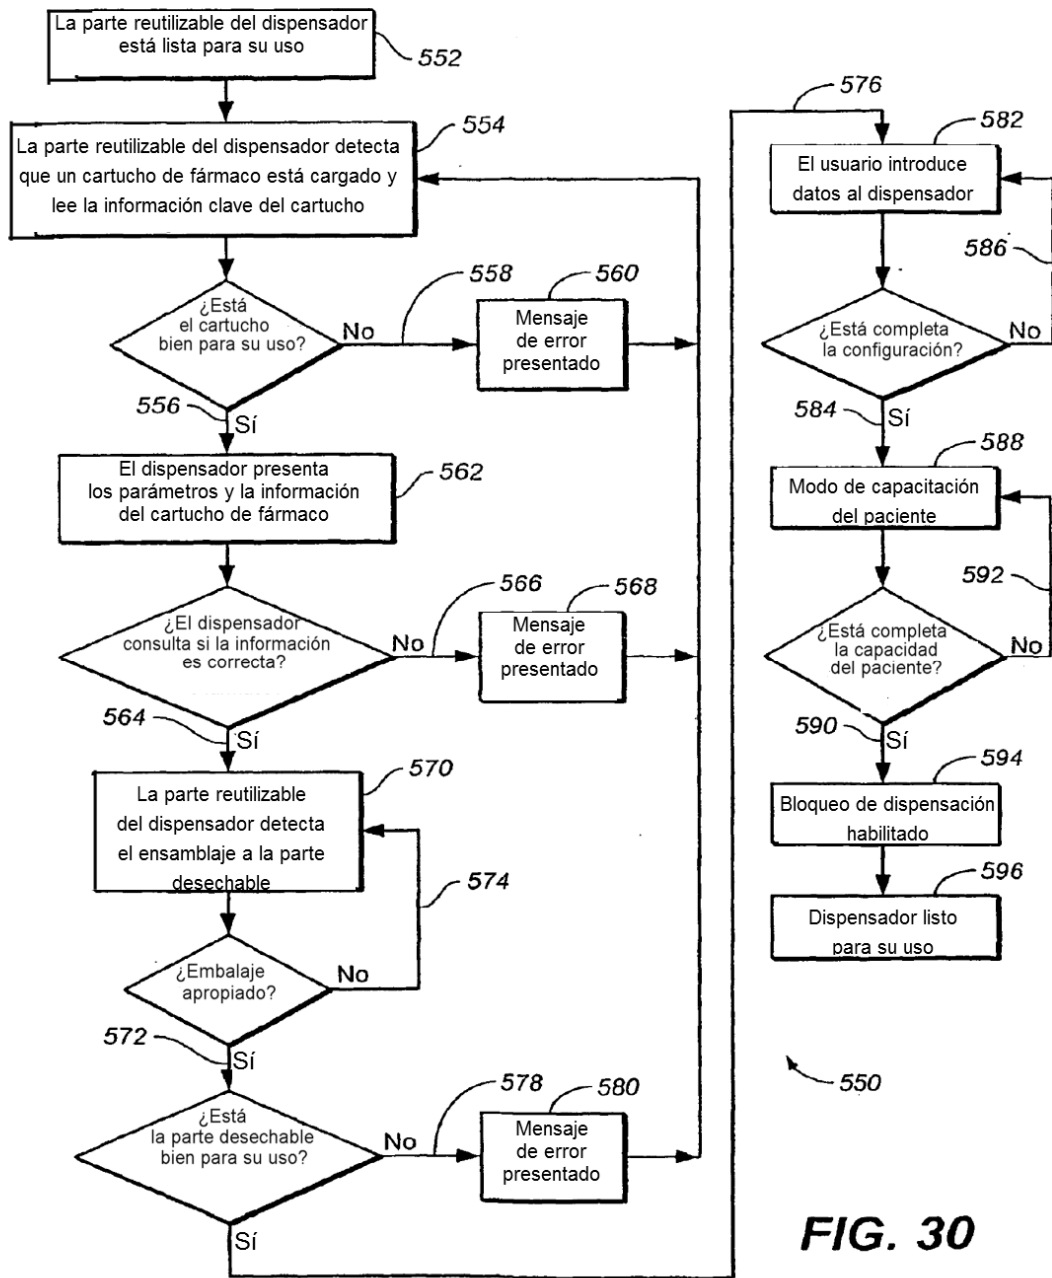 La parte reutilizable del dispensador
está lista para su uso
552
554
La parte reutilizable del dispensador detecta
que un cartucho de fármaco está cargado y
lee la información clave del cartucho
¿Está
el cartucho
bien para su uso?
No
558
560
Mensaje
de error
presentado
556
Sí
El dispensador presenta
los parámetros y la información
del cartucho de fármaco
562
¿El dispensador
consulta si la información
es correcta?
No
566
568
Mensaje
de error
presentado
564
Sí
570
La parte reutilizable
del dispensador detecta
el ensamblaje a la parte
desechable
574
¿Embalaje
apropiado?
No
572
Sí
¿Está
la parte desechable
bien para su uso?
No
578
580
Mensaje
de error
presentado
Sí
576
582
El usuario introduce
datos al dispensador
586
¿Está completa
la configuración?
No
584
Sí
588
Modo de capacitación
del paciente
592
¿Está completa
la capacidad
del paciente?
No
590
Sí
594
Bloqueo de dispensación
habilitado
596
Dispensador listo
para su uso
550
FIG. 30